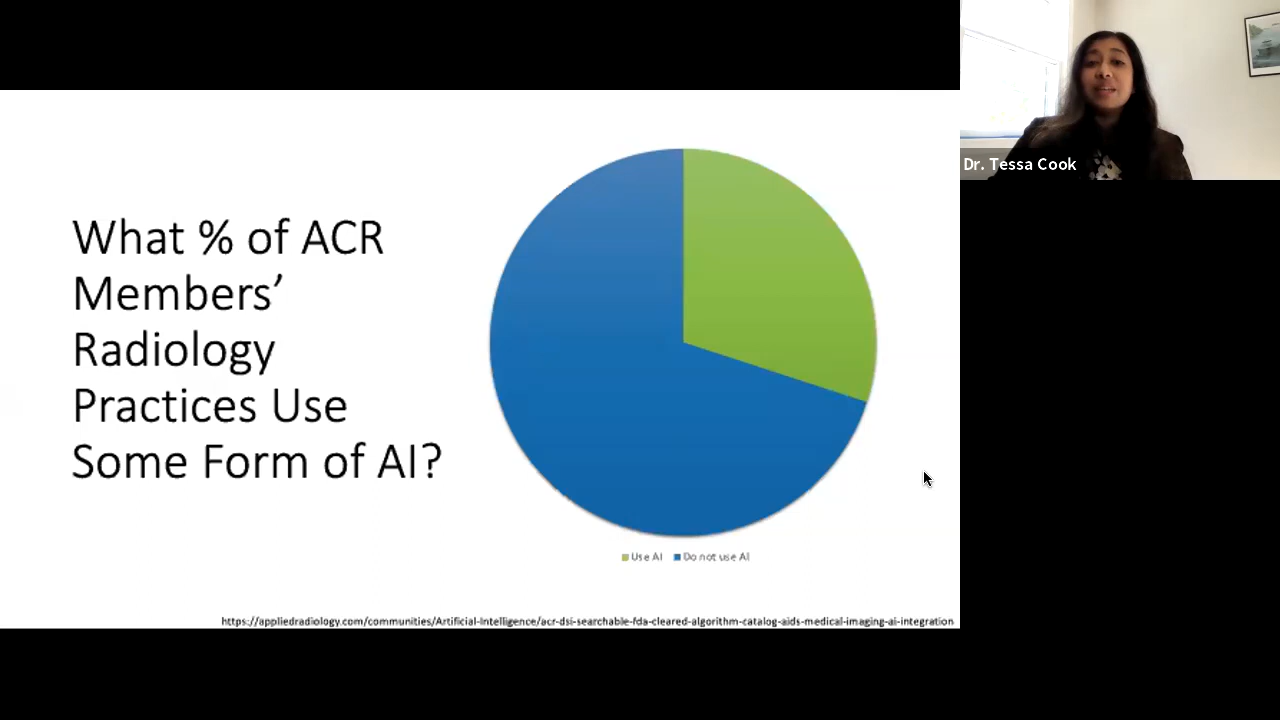 What % of ACR
Members’
Radiology
Practices Use
Some Form of AI?
Use AI Do not use AI
https://appliedradiology.com/communities/Artificial-Intelligence/acr-dsi-searchable-fda-cleared-algorithm-catalog-aids-medical-imaging-ai-integration
Dr. Tessa Cook